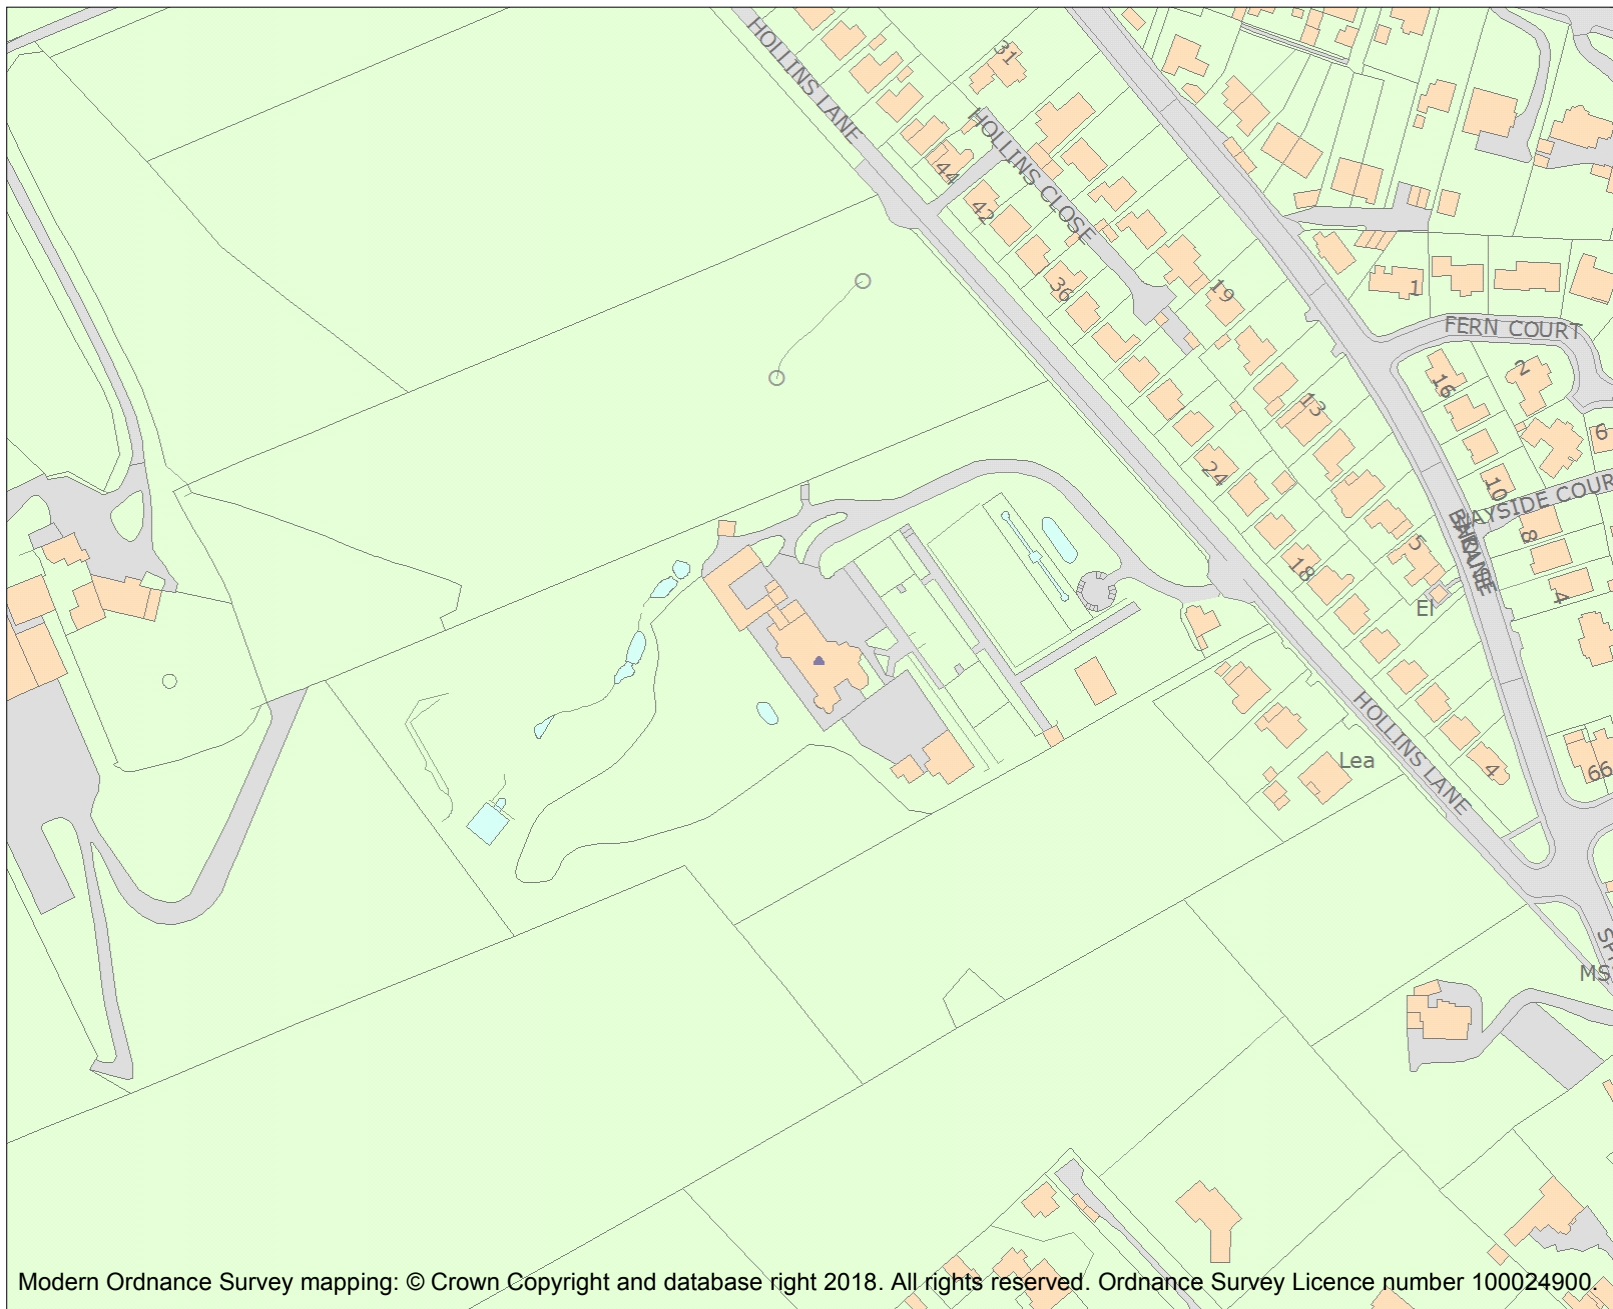 HOLLINS LANE
31
HOLLINS CLOSE
44
42
36
19
1
FERN COURT
16
2
13
6
24
10
BAYSIDE COUR
8
5
18
4
El
HOLLINS LANE
Lea
4
66
MS
Modern Ordnance Survey mapping: © Crown Copyright and database right 2018. All rights reserved. Ordnance Survey Licence number 100024900.